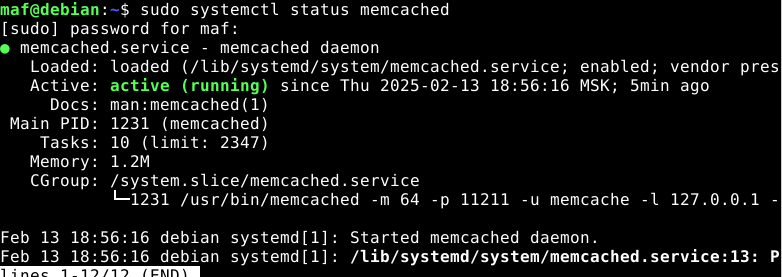 maf@debian:~$ sudo systemctl status memcached
[sudo] password for maf:
● memcached.service - memcached daemon
Loaded: loaded (/lib/systemd/system/memcached.service; enabled; vendor pres
Active: active (running) since Thu 2025-02-13 18:56:16 MSK; 5min ago
Docs: man:memcached(1)
Main PID: 1231 (memcached)
Tasks: 10 (limit: 2347)
Memory: 1.2M
CGroup: /system.slice/memcached.service
└─1231 /usr/bin/memcached -m 64 -p 11211 -u memcache -l 127.0.0.1 -
Feb 13 18:56:16 debian systemd[1]: Started memcached daemon.
Feb 13 18:56:16 debian systemd[1]: /lib/systemd/system/memcached.service:13: P
lines 1-12/12 (END)